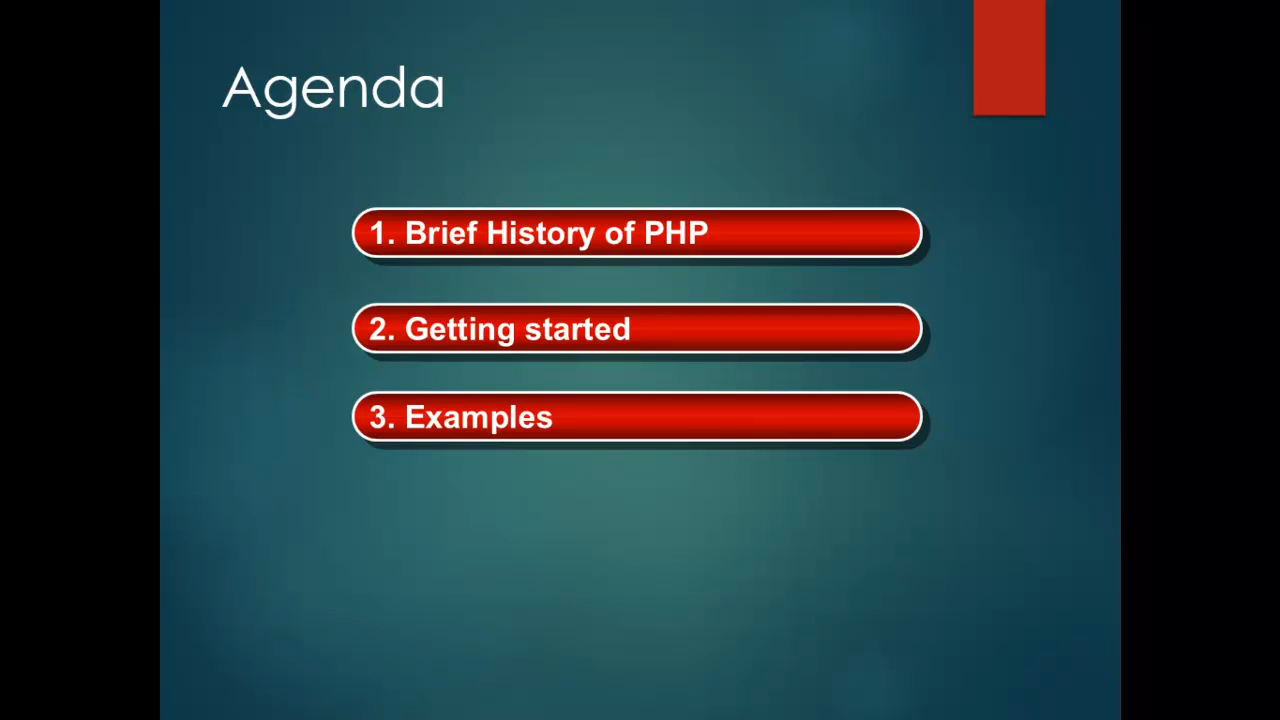 Agenda
1. Brief History of PHP
2. Getting started
3. Examples